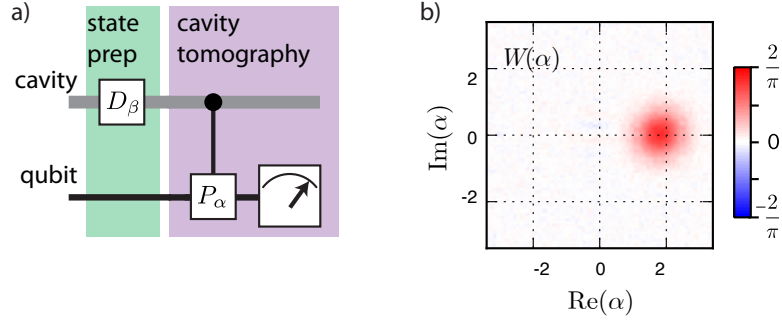 a)
state
prep
cavity
tomography
cavity
D_β
qubit
P_α
b)
W(α)
Im(α)
2
0
-2
-2
0
2
Re(α)
2/π
0
-2/π